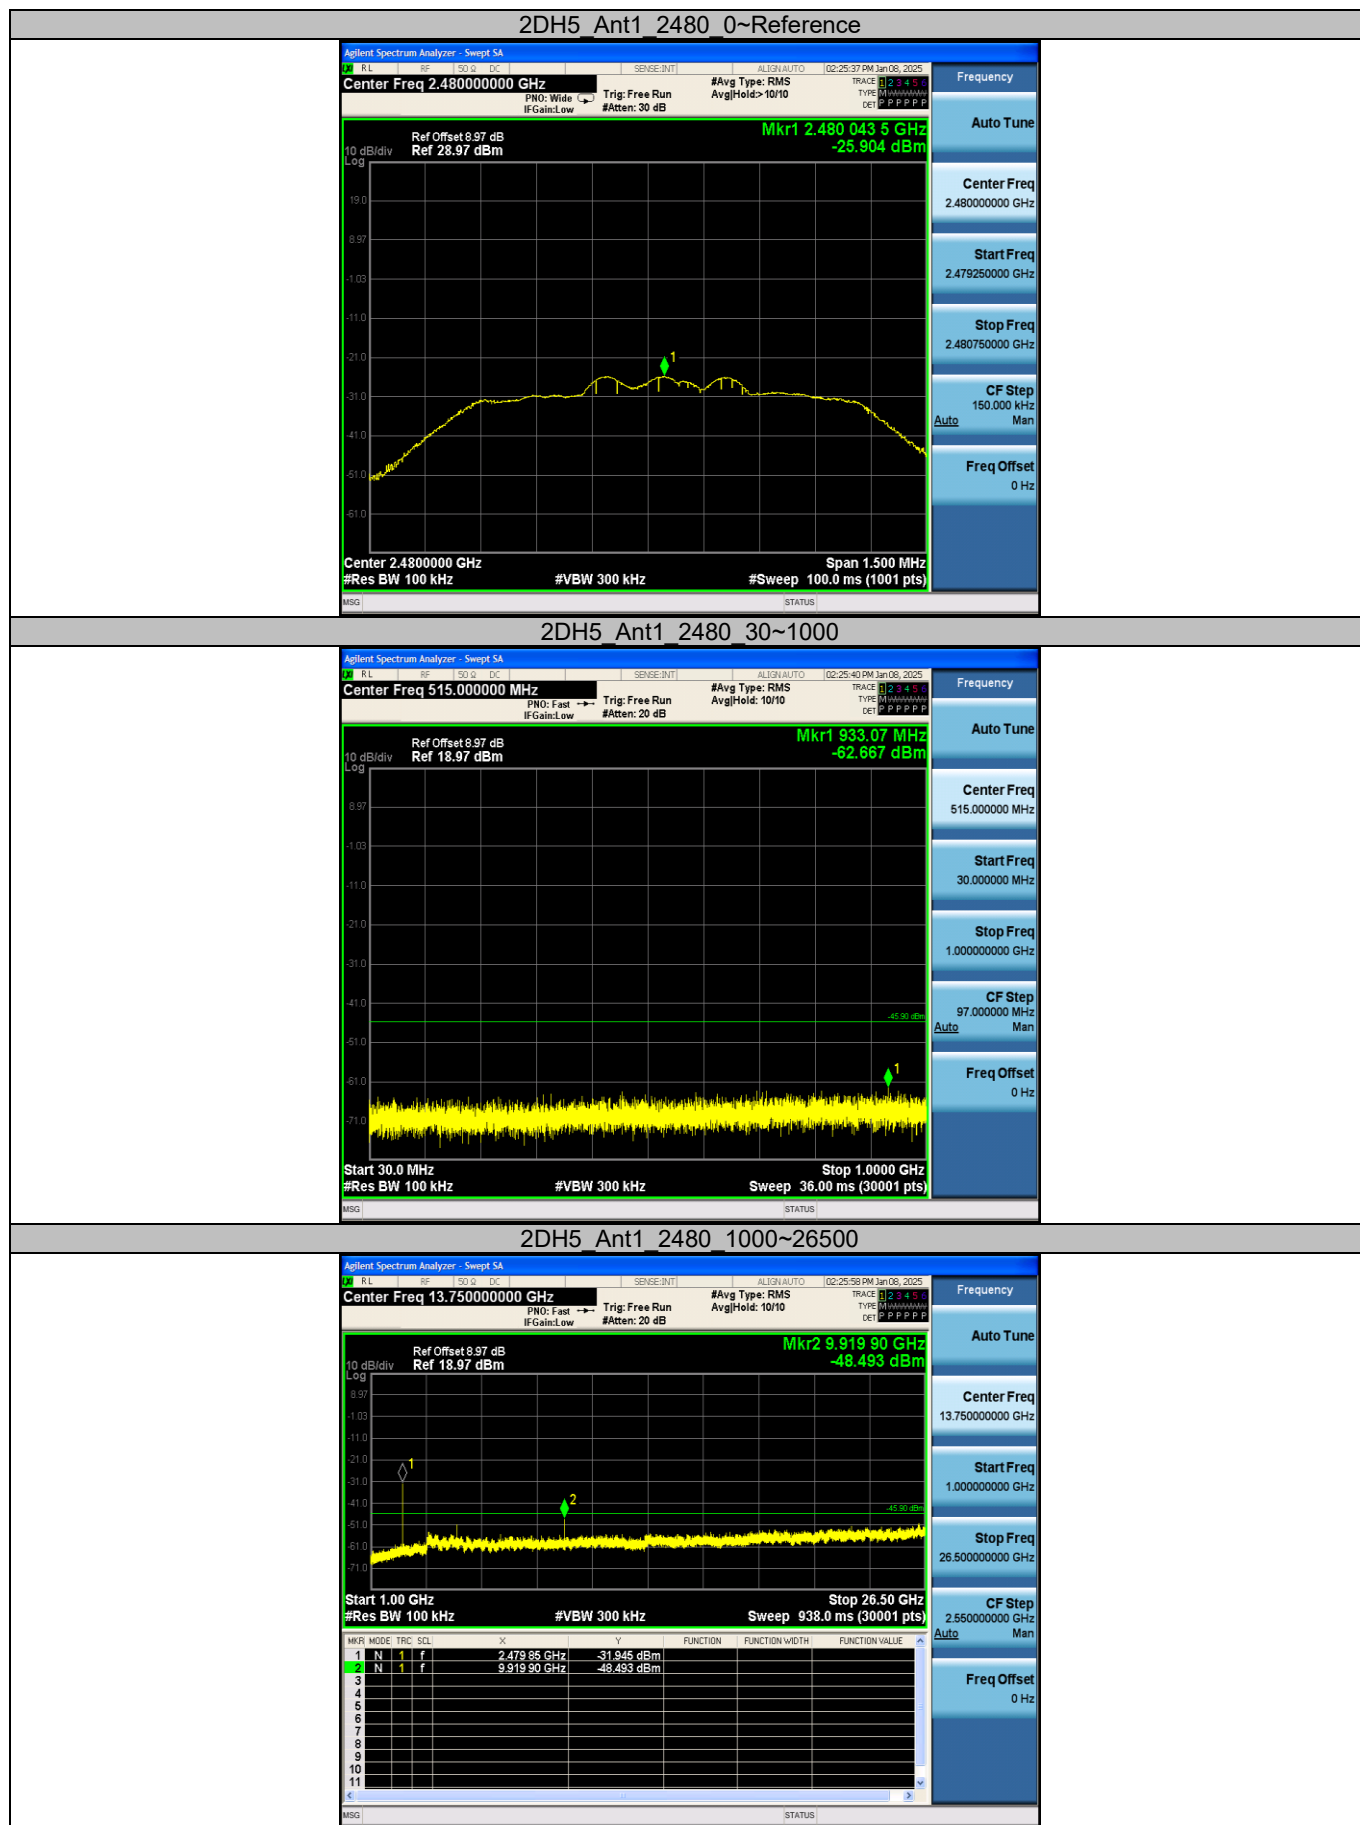 2DH5_Ant1_2480_0~Reference
Agilent Spectrum Analyzer - Swept SA
RL RF 50 Ω DC SENSE:INT ALIGN AUTO 02:25:37 PM Jan 08, 2025
Center Freq 2.480000000 GHz
PNO: Wide
IFGain:Low
Trig: Free Run
#Atten: 30 dB
#Avg Type: RMS
Avg|Hold:>10/10
TRACE 1 2 3 4 5 6
TYPE M
DET P P P P P P
Frequency
Auto Tune
Mkr1 2.480 043 5 GHz
-25.904 dBm
Ref Offset 8.97 dB
10 dB/div Ref 28.97 dBm
Log
19.0
8.97
-1.03
-11.0
-21.0
-31.0
-41.0
-51.0
-61.0
1
Center Freq
2.480000000 GHz
Start Freq
2.479250000 GHz
Stop Freq
2.480750000 GHz
CF Step
150.000 kHz
Auto Man
Freq Offset
0 Hz
Center 2.4800000 GHz Span 1.500 MHz
#Res BW 100 kHz #VBW 300 kHz #Sweep 100.0 ms (1001 pts)
MSG STATUS
2DH5_Ant1_2480_30~1000
Agilent Spectrum Analyzer - Swept SA
RL RF 50 Ω DC SENSE:INT ALIGN AUTO 02:25:40 PM Jan 08, 2025
Center Freq 515.000000 MHz
PNO: Fast
IFGain:Low
Trig: Free Run
#Atten: 20 dB
#Avg Type: RMS
Avg|Hold: 10/10
TRACE 1 2 3 4 5 6
TYPE M
DET P P P P P P
Frequency
Auto Tune
Mkr1 933.07 MHz
-62.667 dBm
Ref Offset 8.97 dB
10 dB/div Ref 18.97 dBm
Log
8.97
-1.03
-11.0
-21.0
-31.0
-41.0
-51.0
-61.0
-71.0
-45.90 dBm
1
Center Freq
515.000000 MHz
Start Freq
30.000000 MHz
Stop Freq
1.000000000 GHz
CF Step
97.000000 MHz
Auto Man
Freq Offset
0 Hz
Start 30.0 MHz Stop 1.0000 GHz
#Res BW 100 kHz #VBW 300 kHz Sweep 36.00 ms (30001 pts)
MSG STATUS
2DH5_Ant1_2480_1000~26500
Agilent Spectrum Analyzer - Swept SA
RL RF 50 Ω DC SENSE:INT ALIGN AUTO 02:25:58 PM Jan 08, 2025
Center Freq 13.750000000 GHz
PNO: Fast
IFGain:Low
Trig: Free Run
#Atten: 20 dB
#Avg Type: RMS
Avg|Hold: 10/10
TRACE 1 2 3 4 5 6
TYPE M
DET P P P P P P
Frequency
Auto Tune
Mkr2 9.919 90 GHz
-48.493 dBm
Ref Offset 8.97 dB
10 dB/div Ref 18.97 dBm
Log
8.97
-1.03
-11.0
-21.0
-31.0
-41.0
-51.0
-61.0
-71.0
1
2
-45.90 dBm
Center Freq
13.750000000 GHz
Start Freq
1.000000000 GHz
Stop Freq
26.500000000 GHz
CF Step
2.550000000 GHz
Auto Man
Freq Offset
0 Hz
Start 1.00 GHz Stop 26.50 GHz
#Res BW 100 kHz #VBW 300 kHz Sweep 938.0 ms (30001 pts)
MKR MODE TRC SCL X Y FUNCTION FUNCTION WIDTH FUNCTION VALUE
1 N 1 f 2.479 85 GHz -31.945 dBm
2 N 1 f 9.919 90 GHz -48.493 dBm
3
4
5
6
7
8
9
10
11
MSG STATUS